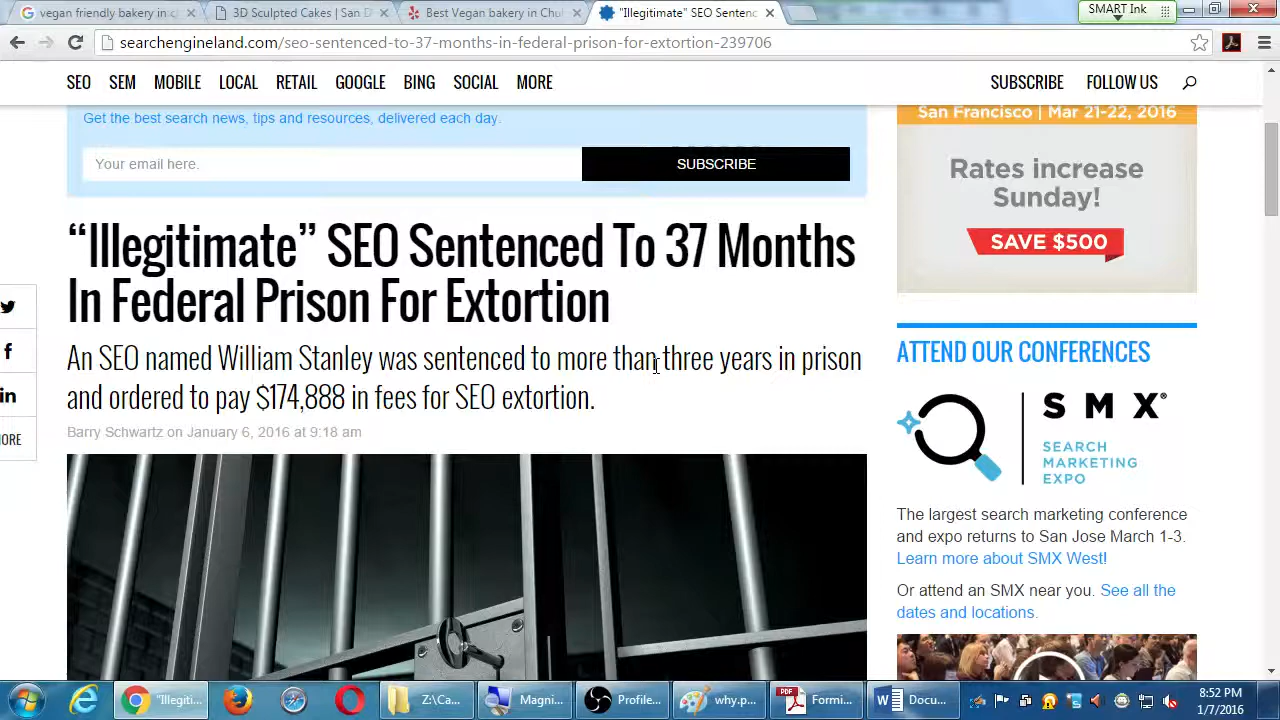 vegan friendly bakery in c
3D Sculpted Cakes | San D
Best Vegan bakery in Chul
"Illegitimate" SEO Sentenc
SMART Ink
searchengineland.com/seo-sentenced-to-37-months-in-federal-prison-for-extortion-239706
SEO SEM MOBILE LOCAL RETAIL GOOGLE BING SOCIAL MORE SUBSCRIBE FOLLOW US
Get the best search news, tips and resources, delivered each day.
Your email here. SUBSCRIBE
“Illegitimate” SEO Sentenced To 37 Months
In Federal Prison For Extortion
An SEO named William Stanley was sentenced to more than three years in prison
and ordered to pay $174,888 in fees for SEO extortion.
Barry Schwartz on January 6, 2016 at 9:18 am
ORE
San Francisco | Mar 21-22, 2016
Rates increase
Sunday!
SAVE $500
ATTEND OUR CONFERENCES
SMX®
SEARCH
MARKETING
EXPO
The largest search marketing conference
and expo returns to San Jose March 1-3.
Learn more about SMX West!
Or attend an SMX near you. See all the
dates and locations.
"Illegiti...
Z:\Ca...
Magni...
Profile...
why.p...
PDF
Formi...
Docu...
8:52 PM
1/7/2016